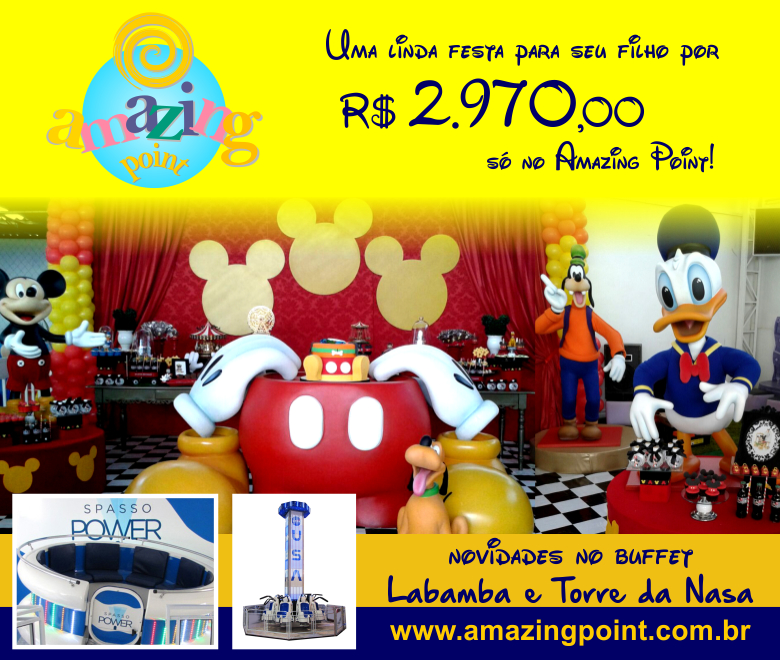 amazing
point
Uma linda festa para seu filho por
R$ 2.970,00
só no Amazing Point!
SPASSO
POWER
SPASSO
POWER
USA
novidades no buffet
Labamba e Torre da Nasa
www.amazingpoint.com.br